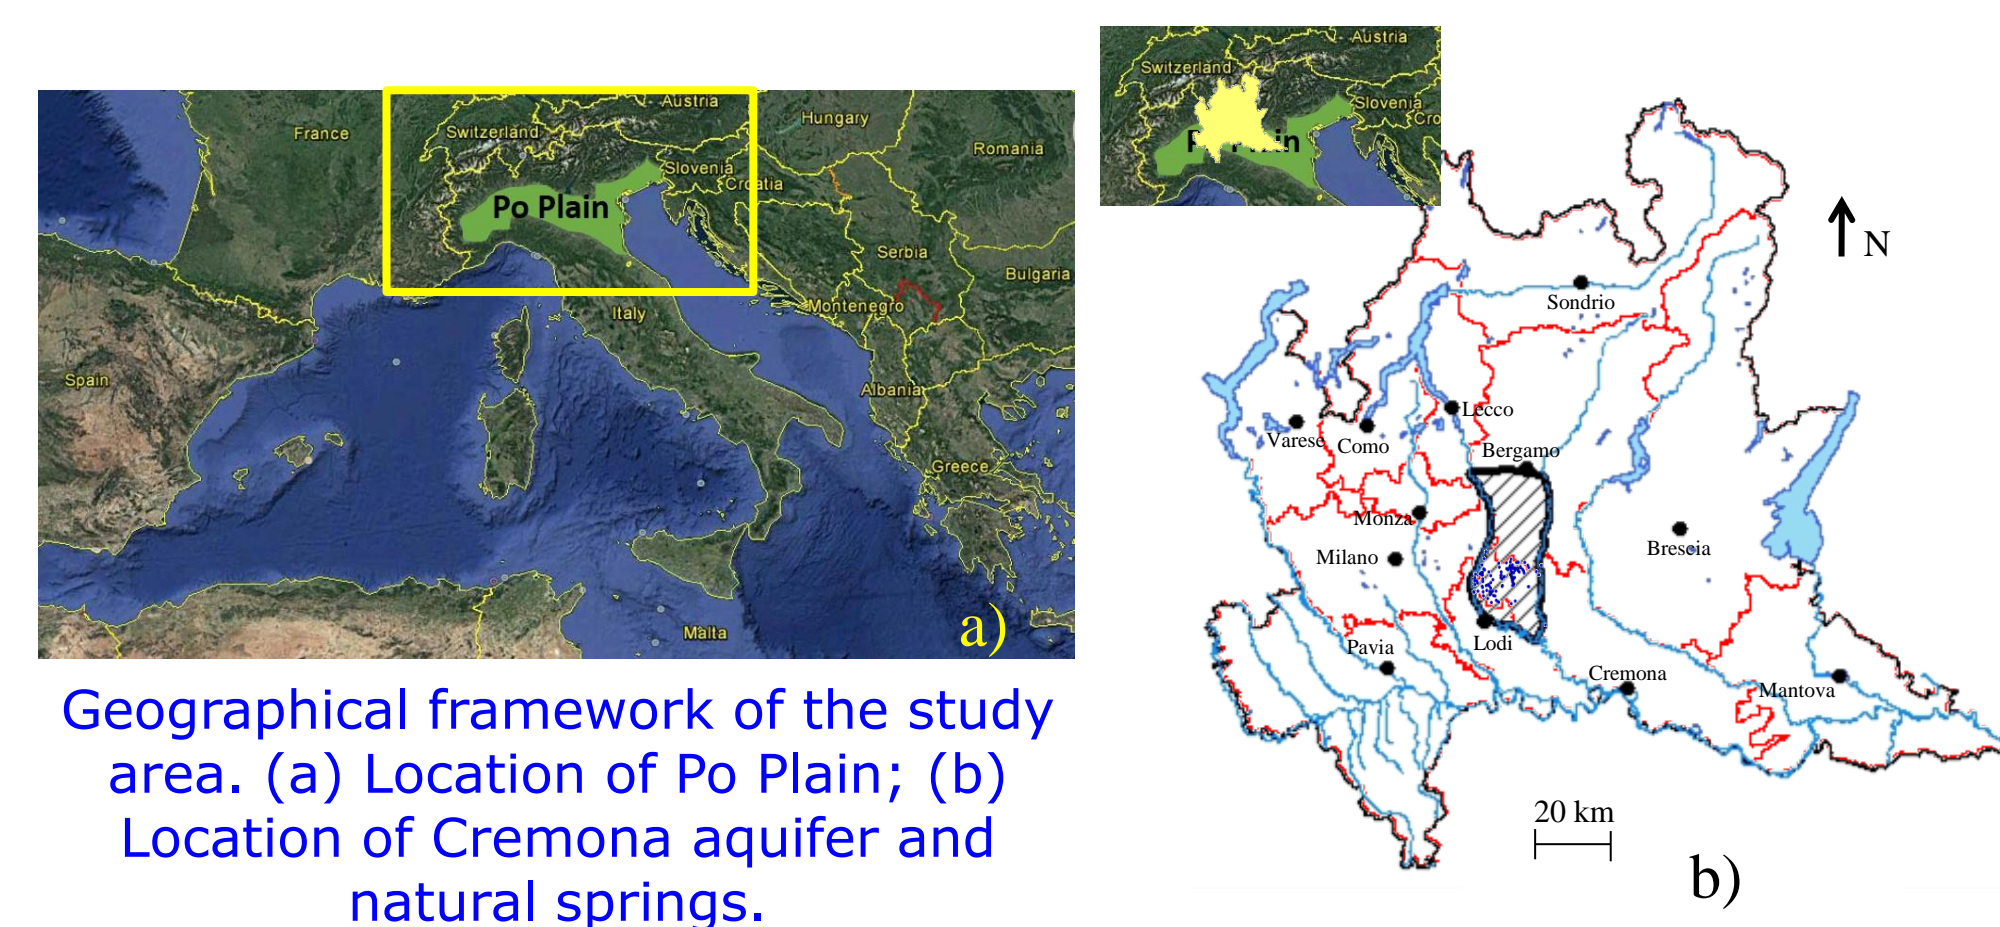 France
Switzerland
Austria
Hungary
Romania
Slovenia
Croatia
Po Plain
Serbia
Bulgaria
Montenegro
Italy
Spain
Albania
Greece
Malta
a)
Geographical framework of the study
area. (a) Location of Po Plain; (b)
Location of Cremona aquifer and
natural springs.
Austria
Switzerland
Slovenia
Cro
P
in
N
Sondrio
Lecco
Varese
Como
Bergamo
Monza
Milano
Brescia
Pavia
Lodi
Cremona
Mantova
20 km
b)